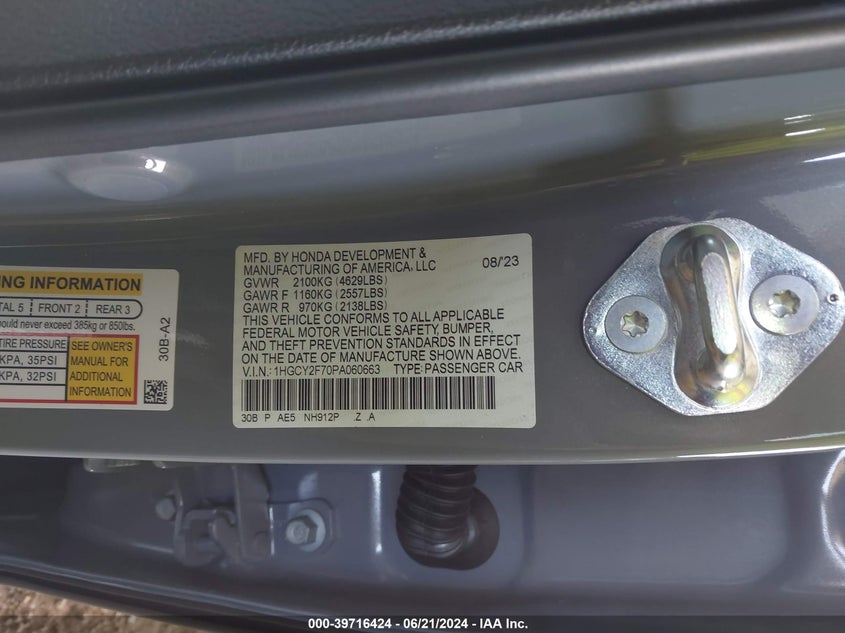 MFD. BY HONDA DEVELOPMENT &
MANUFACTURING OF AMERICA, LLC 08/23
GVWR 2100KG (4629LBS)
GAWR F 1160KG (2557LBS)
GAWR R 970KG (2138LBS)
THIS VEHICLE CONFORMS TO ALL APPLICABLE
FEDERAL MOTOR VEHICLE SAFETY, BUMPER,
AND THEFT PREVENTION STANDARDS IN EFFECT
ON THE DATE OF MANUFACTURE SHOWN ABOVE.
V.I.N.: 1HGCY2F70PA060663 TYPE: PASSENGER CAR
30B P AE5 NH912P .Z .A
INFORMATION
5 FRONT 2 REAR 3
never exceed 385kg or 850lbs.
PRESSURE SEE OWNER'S
KPA, 35PSI MANUAL FOR
ADDITIONAL
KPA, 32PSI INFORMATION
30B-A2
000-39716424 - 06/21/2024 - IAA Inc.